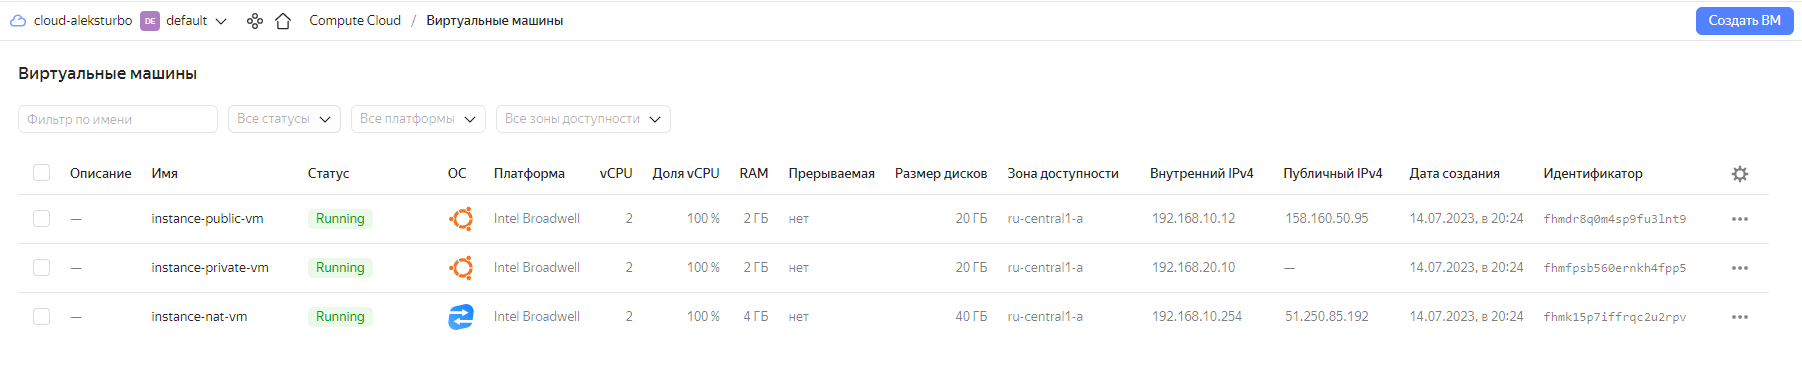 cloud-aleksturbo DE default Compute Cloud / Виртуальные машины Создать ВМ
Виртуальные машины
Фильтр по имени Все статусы Все платформы Все зоны доступности
Описание Имя Статус ОС Платформа vCPU Доля vCPU RAM Прерываемая Размер дисков Зона доступности Внутренний IPv4 Публичный IPv4 Дата создания Идентификатор
— instance-public-vm Running Intel Broadwell 2 100 % 2 ГБ нет 20 ГБ ru-central1-a 192.168.10.12 158.160.50.95 14.07.2023, в 20:24 fhmdr8q0m4sp9fu3lnt9
— instance-private-vm Running Intel Broadwell 2 100 % 2 ГБ нет 20 ГБ ru-central1-a 192.168.20.10 — 14.07.2023, в 20:24 fhmfpsb560ernkh4fpp5
— instance-nat-vm Running Intel Broadwell 2 100 % 4 ГБ нет 40 ГБ ru-central1-a 192.168.10.254 51.250.85.192 14.07.2023, в 20:24 fhmk15p7iffrqc2u2rpv